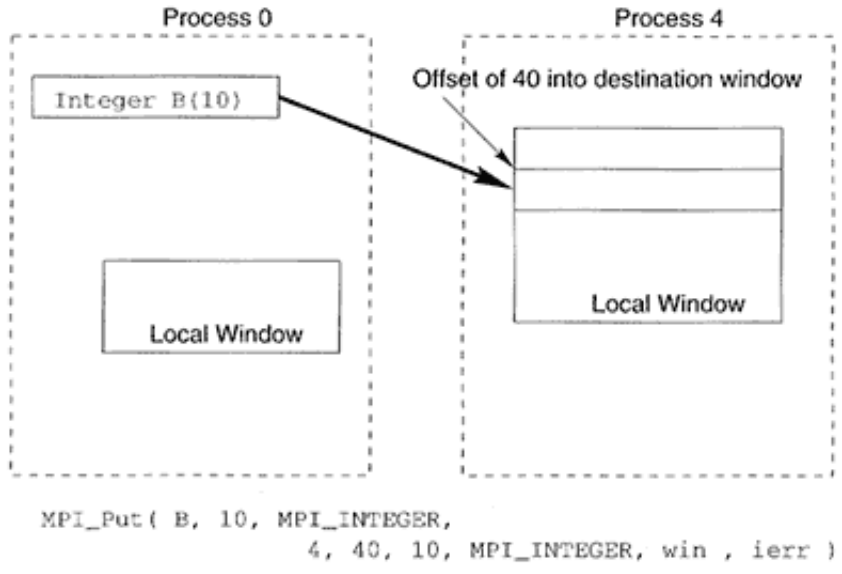 Process 0
Process 4
Integer B(10)
Offset of 40 into destination window
Local Window
Local Window
MPI_Put( B, 10, MPI_INTEGER,
4, 40, 10, MPI_INTEGER, win , ierr )